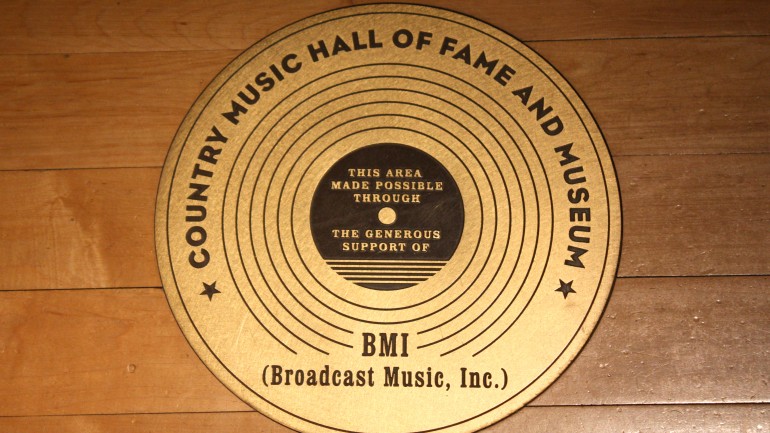 COUNTRY MUSIC HALL OF FAME AND MUSEUM
THIS AREA
MADE POSSIBLE
THROUGH
THE GENEROUS
SUPPORT OF
BMI
(Broadcast Music, Inc.)